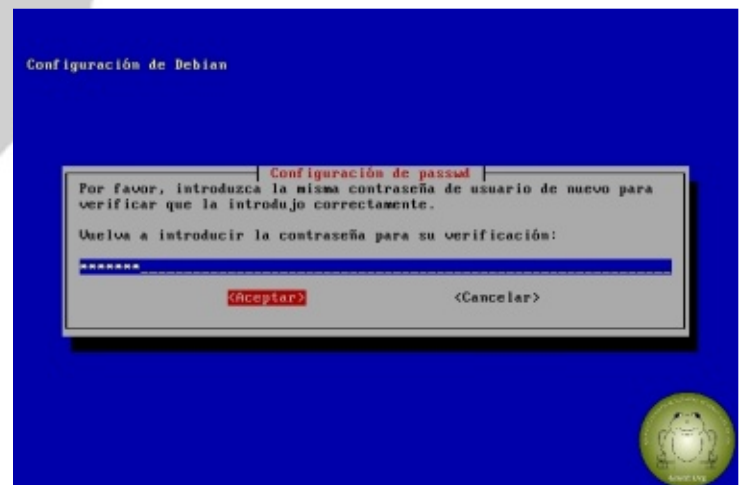 Configuración de Debian
Configuración de passwd
Por favor, introduzca la misma contraseña de usuario de nuevo para
verificar que la introdujo correctamente.
Vuelva a introducir la contraseña para su verificación:
*******
<Aceptar> <Cancelar>